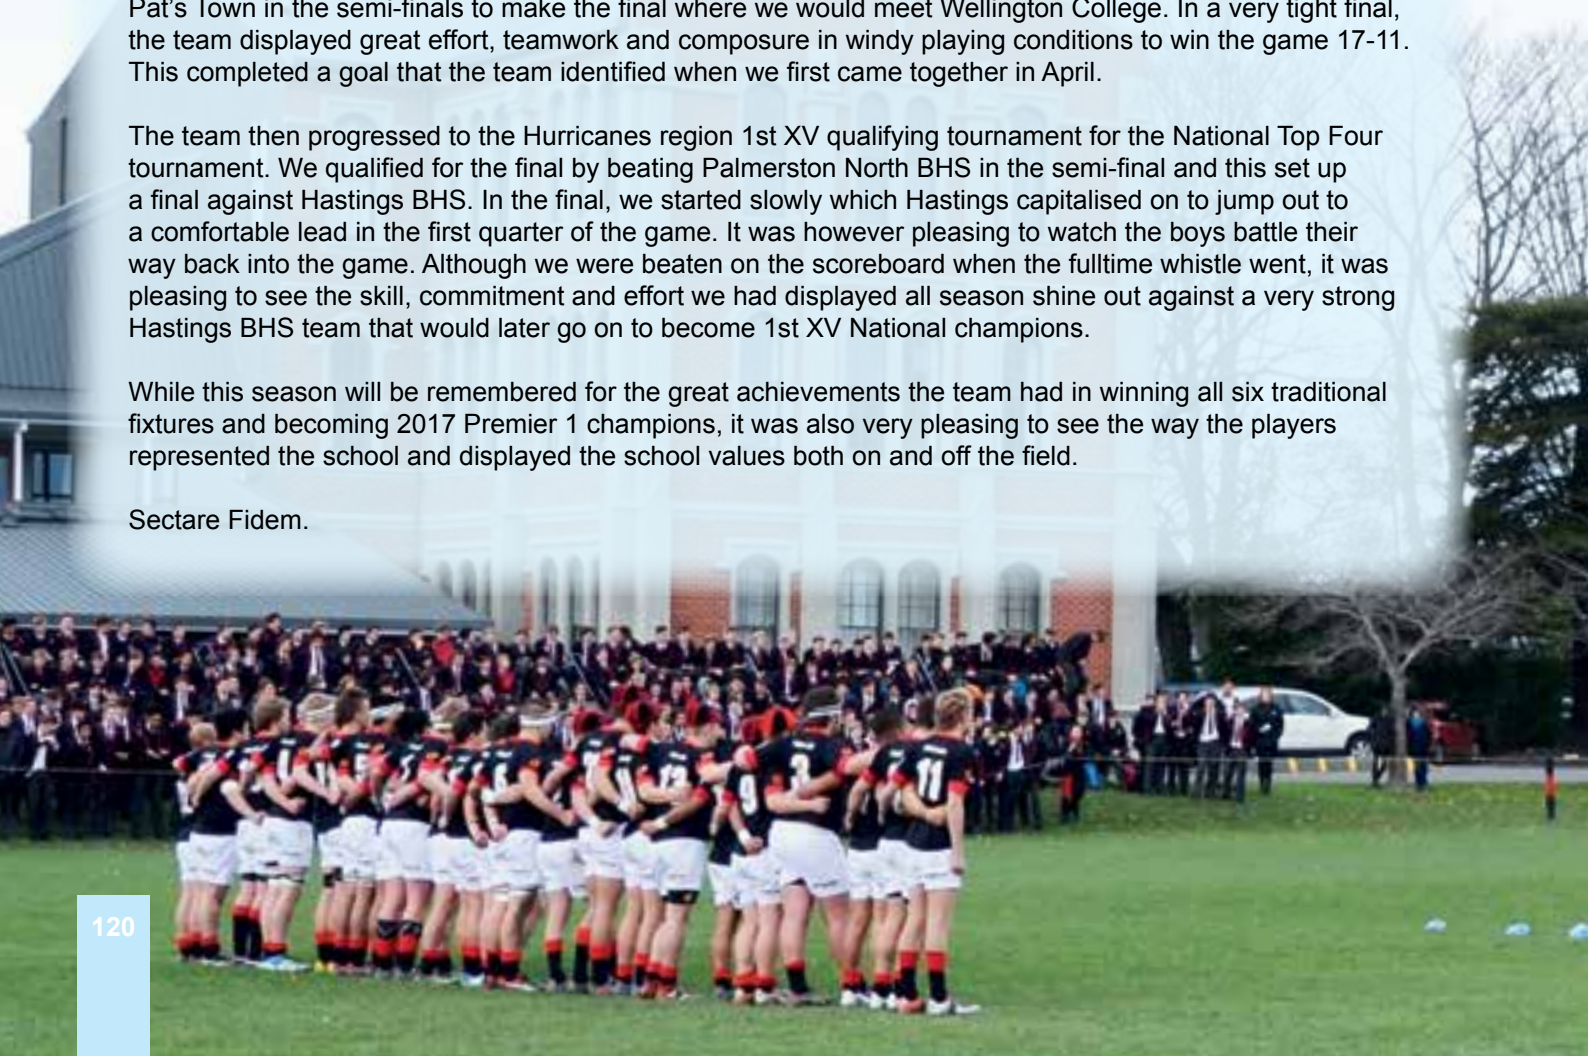 Pat's Town in the semi-finals to make the final where we would meet Wellington College. In a very tight final,
the team displayed great effort, teamwork and composure in windy playing conditions to win the game 17-11.
This completed a goal that the team identified when we first came together in April.
The team then progressed to the Hurricanes region 1st XV qualifying tournament for the National Top Four
tournament. We qualified for the final by beating Palmerston North BHS in the semi-final and this set up
a final against Hastings BHS. In the final, we started slowly which Hastings capitalised on to jump out to
a comfortable lead in the first quarter of the game. It was however pleasing to watch the boys battle their
way back into the game. Although we were beaten on the scoreboard when the fulltime whistle went, it was
pleasing to see the skill, commitment and effort we had displayed all season shine out against a very strong
Hastings BHS team that would later go on to become 1st XV National champions.
While this season will be remembered for the great achievements the team had in winning all six traditional
fixtures and becoming 2017 Premier 1 champions, it was also very pleasing to see the way the players
represented the school and displayed the school values both on and off the field.
Sectare Fidem.
3
11
9
120